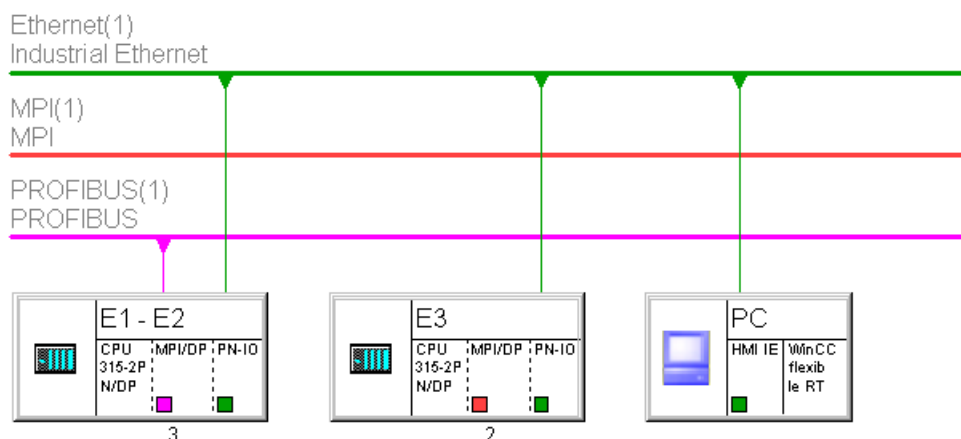 Ethernet(1)
Industrial Ethernet
MPI(1)
MPI
PROFIBUS(1)
PROFIBUS
E1 - E2
CPU
315-2P
N/DP
MPI/DP
PN-IO
3
E3
CPU
315-2P
N/DP
MPI/DP
PN-IO
2
PC
HMI IE
WinCC
flexib
le RT